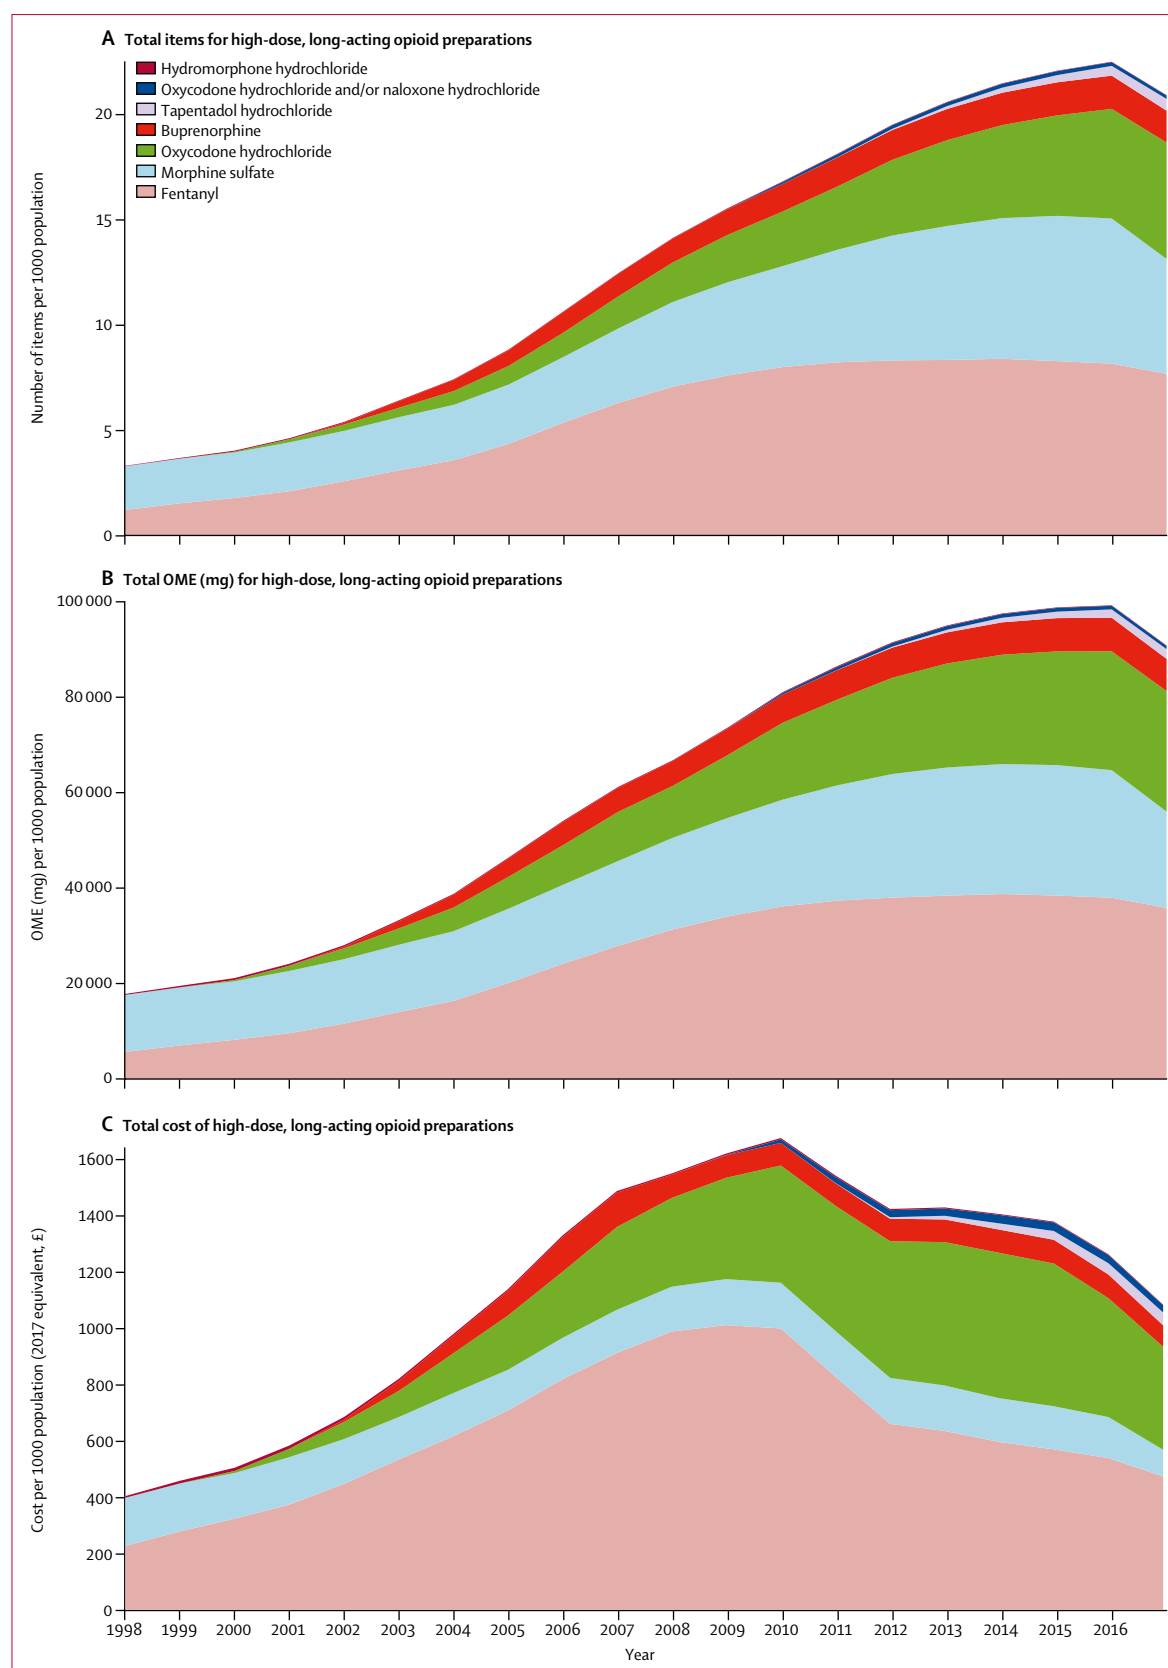 A Total items for high-dose, long-acting opioid preparations
Hydromorphone hydrochloride
Oxycodone hydrochloride and/or naloxone hydrochloride
Tapentadol hydrochloride
Buprenorphine
Oxycodone hydrochloride
Morphine sulfate
Fentanyl
20
15
10
5
0
Number of items per 1000 population
B Total OME (mg) for high-dose, long-acting opioid preparations
100 000
80 000
60 000
40 000
20 000
0
OME (mg) per 1000 population
C Total cost of high-dose, long-acting opioid preparations
1600
1400
1200
1000
800
600
400
200
0
Cost per 1000 population (2017 equivalent, £)
1998 1999 2000 2001 2002 2003 2004 2005 2006 2007 2008 2009 2010 2011 2012 2013 2014 2015 2016
Year